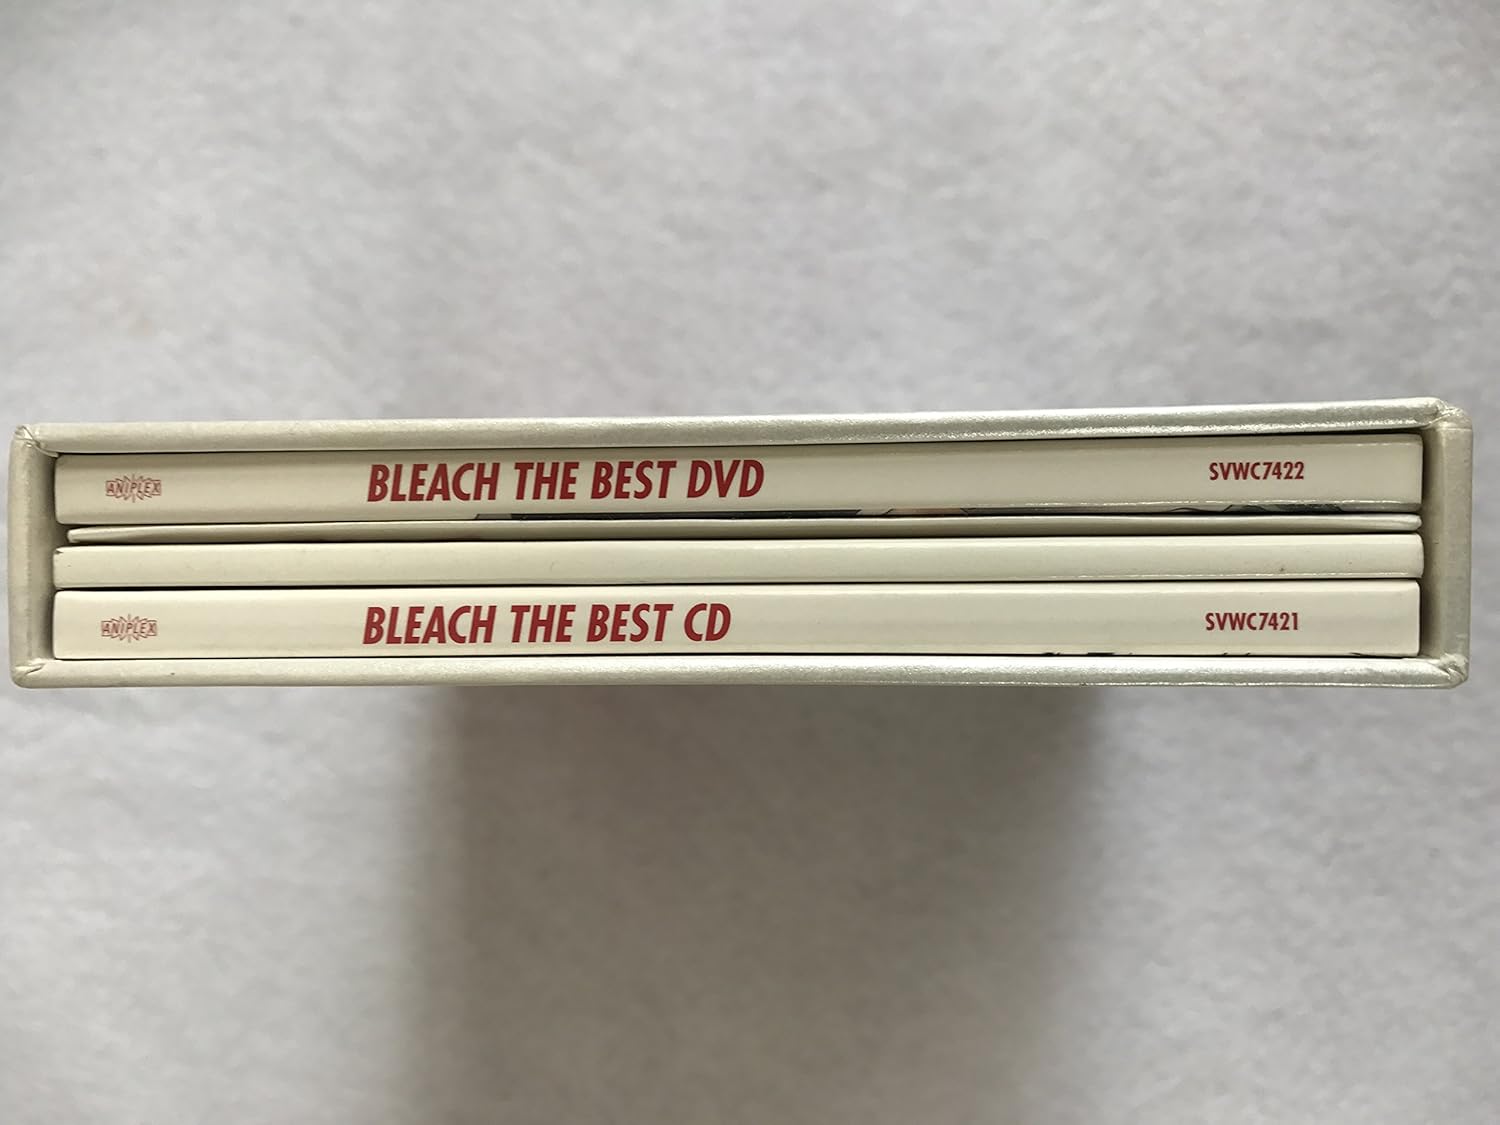 ANIPLEX BLEACH THE BEST DVD SVWC7422
ANIPLEX BLEACH THE BEST CD SVWC7421